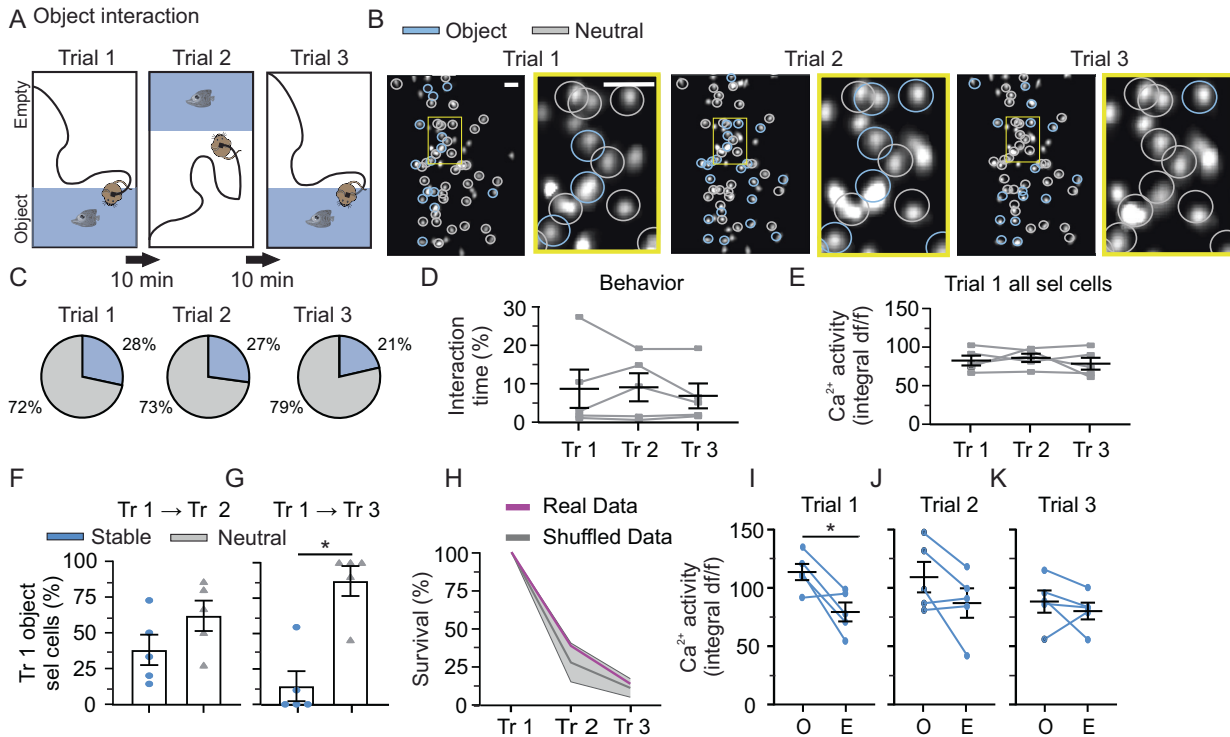 A Object interaction
Trial 1 Trial 2 Trial 3
Empty
Object
10 min 10 min
B Object Neutral
Trial 1 Trial 2 Trial 3
C
Trial 1 Trial 2 Trial 3
28% 27% 21%
72% 73% 79%
D Behavior
Interaction
time (%)
30
20
10
0
Tr 1 Tr 2 Tr 3
E Trial 1 all sel cells
Ca²⁺ activity
(integral df/f)
150
100
50
0
Tr 1 Tr 2 Tr 3
F G
Tr 1 → Tr 2 Tr 1 → Tr 3
Stable Neutral
*
Tr 1 object
sel cells (%)
100
75
50
25
0
H
Real Data
Shuffled Data
Survival (%)
100
75
50
25
0
Tr 1 Tr 2 Tr 3
I J K
Trial 1 Trial 2 Trial 3
*
Ca²⁺ activity
(integral df/f)
150
100
50
0
O E O E O E